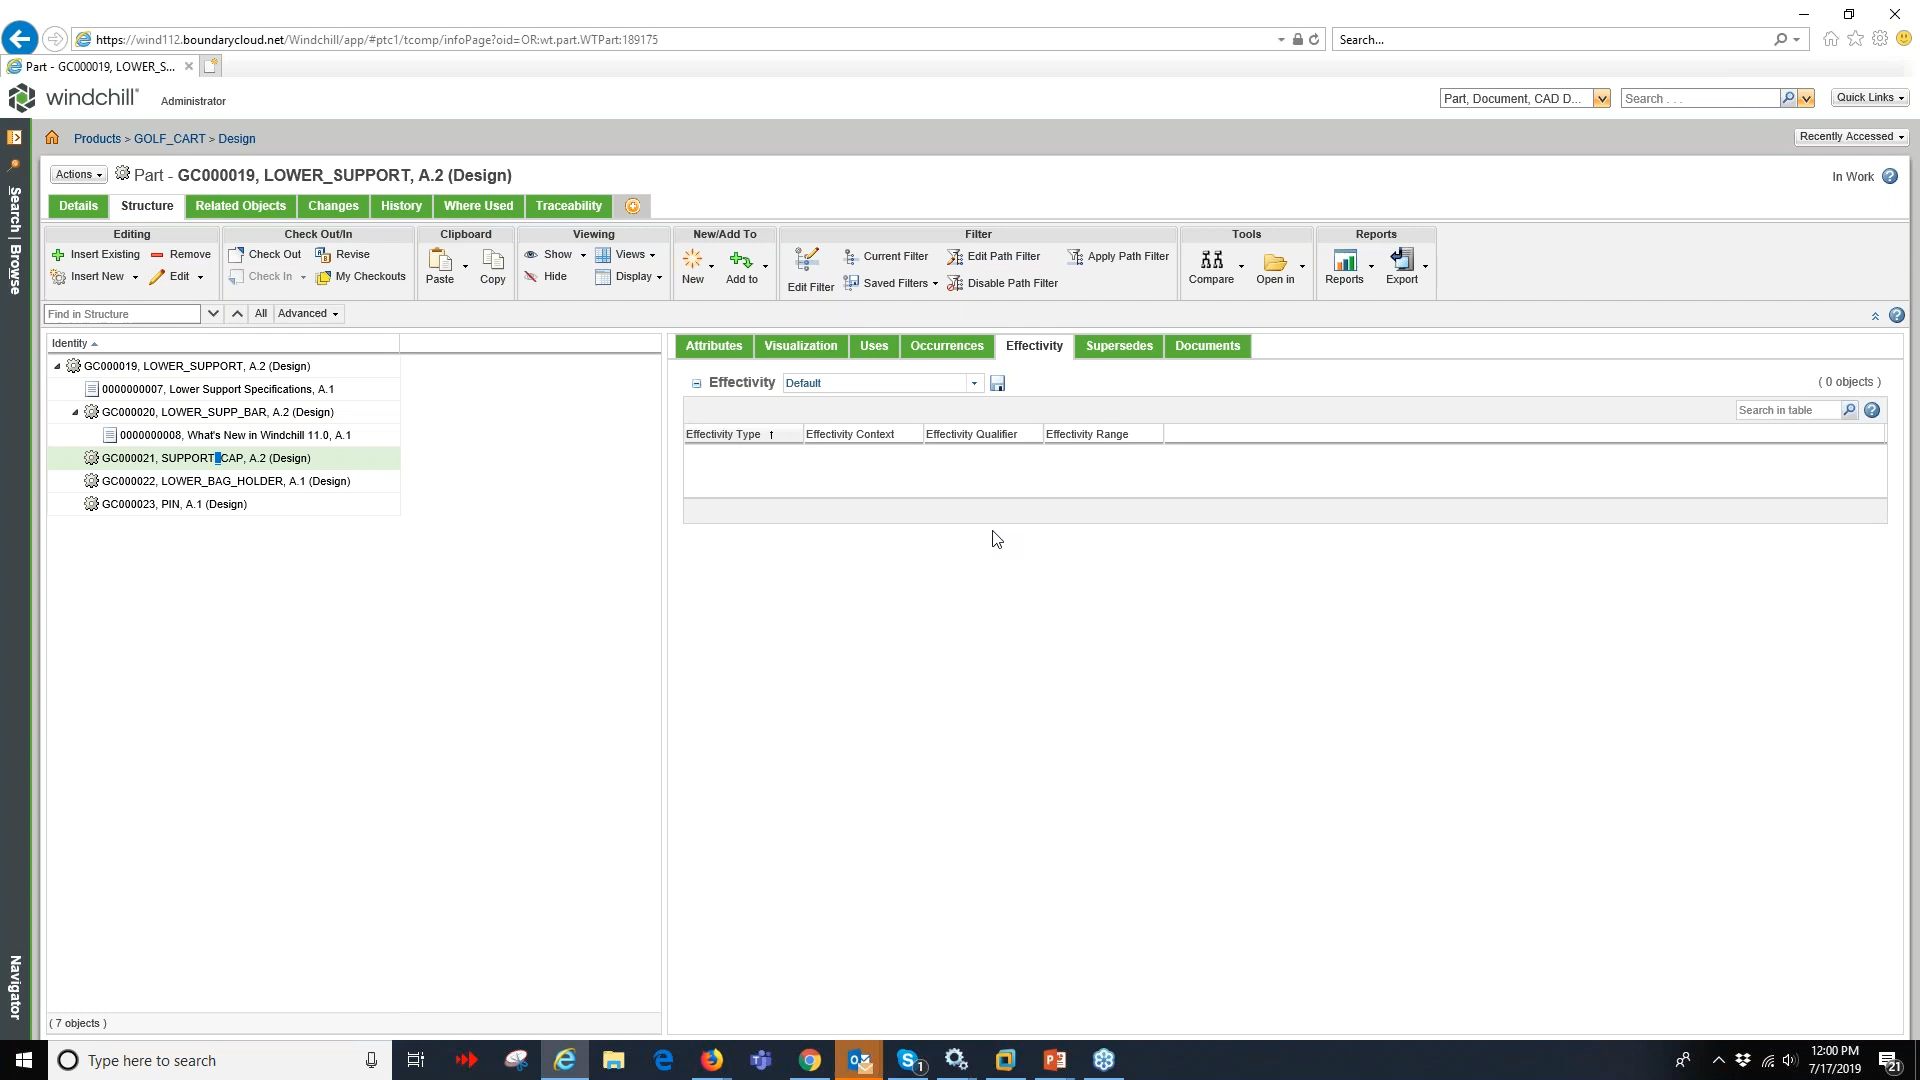 https://wind112.boundarycloud.net/Windchill/app/#ptc1/tcomp/infoPage?oid=OR:wt.part.WTPart:189175
Search...
Part - GC000019, LOWER_S...
windchill
Administrator
Part, Document, CAD D...
Search . . .
Quick Links
Products > GOLF_CART > Design
Recently Accessed
Actions
Part - GC000019, LOWER_SUPPORT, A.2 (Design)
In Work
Details
Structure
Related Objects
Changes
History
Where Used
Traceability
Search | Browse
Editing
Check Out/In
Clipboard
Viewing
New/Add To
Filter
Tools
Reports
Insert Existing
Remove
Check Out
Revise
Show
Views
Current Filter
Edit Path Filter
Apply Path Filter
Insert New
Edit
Check In
My Checkouts
Paste
Copy
Hide
Display
New
Add to
Edit Filter
Saved Filters
Disable Path Filter
Compare
Open in
Reports
Export
Find in Structure
All
Advanced
Identity
GC000019, LOWER_SUPPORT, A.2 (Design)
0000000007, Lower Support Specifications, A.1
GC000020, LOWER_SUPP_BAR, A.2 (Design)
0000000008, What's New in Windchill 11.0, A.1
GC000021, SUPPORT_CAP, A.2 (Design)
GC000022, LOWER_BAG_HOLDER, A.1 (Design)
GC000023, PIN, A.1 (Design)
( 7 objects )
Attributes
Visualization
Uses
Occurrences
Effectivity
Supersedes
Documents
Effectivity
Default
( 0 objects )
Search in table
Effectivity Type
Effectivity Context
Effectivity Qualifier
Effectivity Range
Navigator
Type here to search
1
12:00 PM
7/17/2019
21